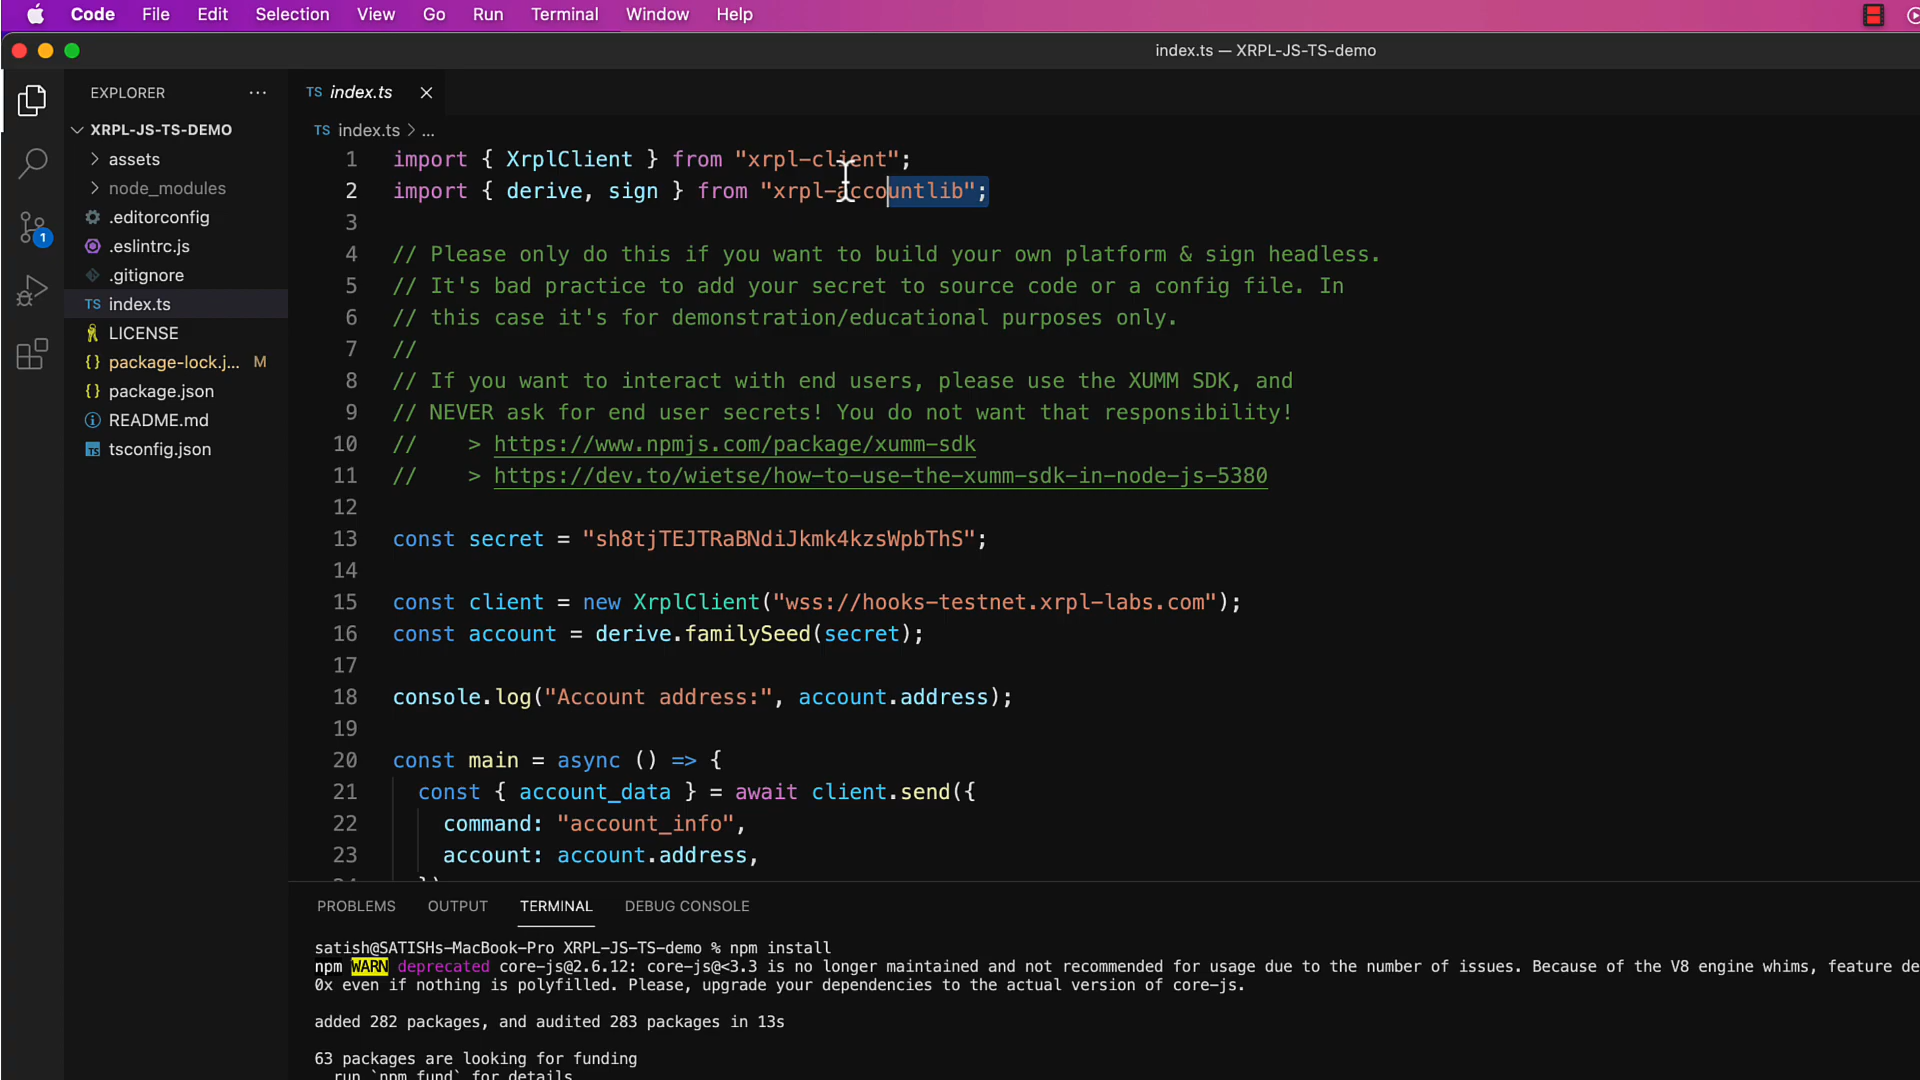 Code File Edit Selection View Go Run Terminal Window Help
index.ts — XRPL-JS-TS-demo
EXPLORER ···
TS index.ts
XRPL-JS-TS-DEMO
TS index.ts > ...
assets
node_modules
.editorconfig
.eslintrc.js
.gitignore
TS index.ts
LICENSE
{} package-lock.j... M
{} package.json
README.md
TS tsconfig.json
1
1 import { XrplClient } from "xrpl-client";
2 import { derive, sign } from "xrpl-accountlib";
3
4 // Please only do this if you want to build your own platform & sign headless.
5 // It's bad practice to add your secret to source code or a config file. In
6 // this case it's for demonstration/educational purposes only.
7 //
8 // If you want to interact with end users, please use the XUMM SDK, and
9 // NEVER ask for end user secrets! You do not want that responsibility!
10 // > https://www.npmjs.com/package/xumm-sdk
11 // > https://dev.to/wietse/how-to-use-the-xumm-sdk-in-node-js-5380
12
13 const secret = "sh8tjTEJTRaBNdiJkmk4kzsWpbThS";
14
15 const client = new XrplClient("wss://hooks-testnet.xrpl-labs.com");
16 const account = derive.familySeed(secret);
17
18 console.log("Account address:", account.address);
19
20 const main = async () => {
21 const { account_data } = await client.send({
22 command: "account_info",
23 account: account.address,
PROBLEMS OUTPUT TERMINAL DEBUG CONSOLE
satish@SATISHs-MacBook-Pro XRPL-JS-TS-demo % npm install
npm WARN deprecated core-js@2.6.12: core-js@<3.3 is no longer maintained and not recommended for usage due to the number of issues. Because of the V8 engine whims, feature de
0x even if nothing is polyfilled. Please, upgrade your dependencies to the actual version of core-js.
added 282 packages, and audited 283 packages in 13s
63 packages are looking for funding
run `npm fund` for details